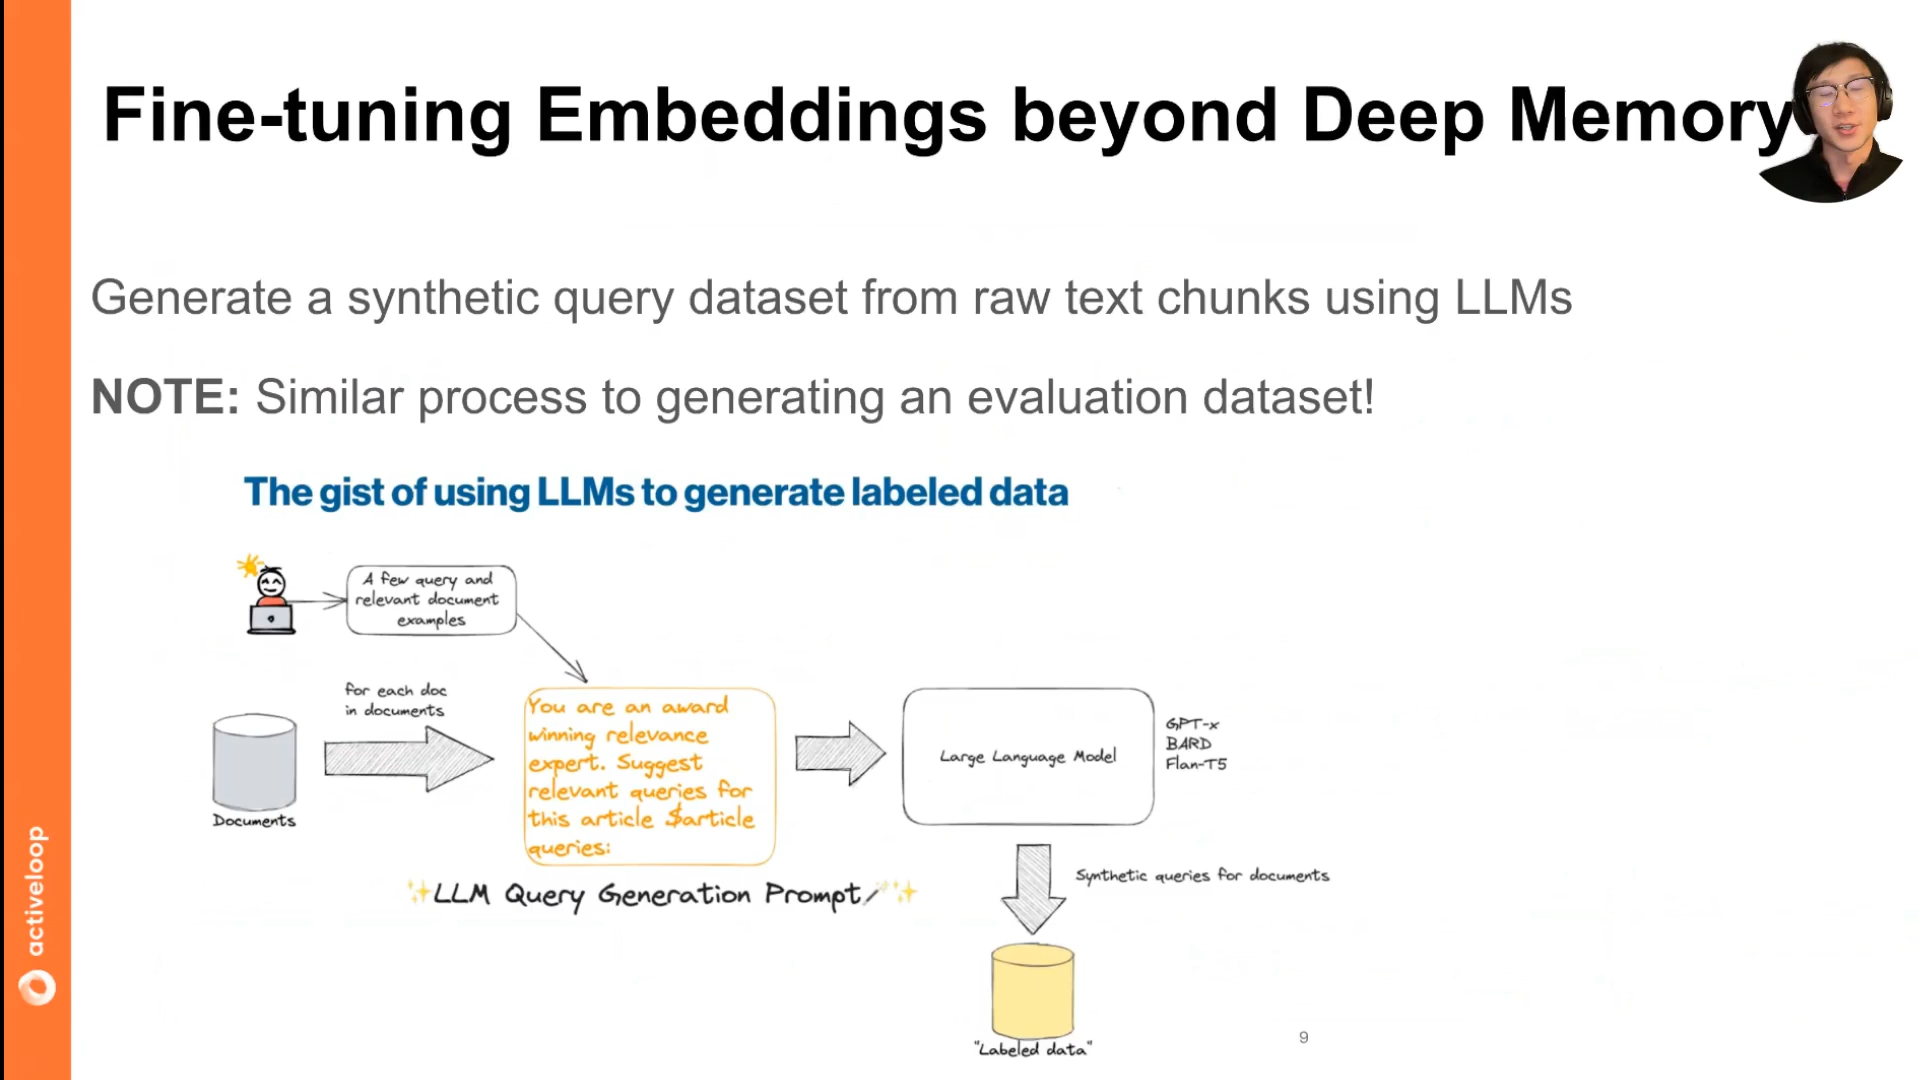 Fine-tuning Embeddings beyond Deep Memory
Generate a synthetic query dataset from raw text chunks using LLMs
NOTE: Similar process to generating an evaluation dataset!
The gist of using LLMs to generate labeled data
A few query and
relevant document
examples
for each doc
in documents
Documents
You are an award
winning relevance
expert. Suggest
relevant queries for
this article $article
queries:
LLM Query Generation Prompt
Large Language Model
GPT-x
BARD
Flan-T5
Synthetic queries for documents
"Labeled data"
9
activeloop